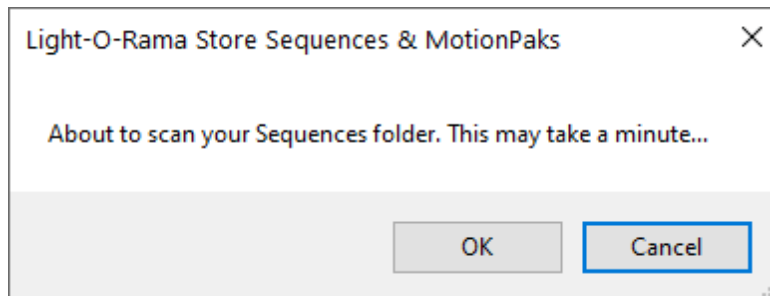 Light-O-Rama Store Sequences & MotionPaks
About to scan your Sequences folder. This may take a minute...
OK
Cancel